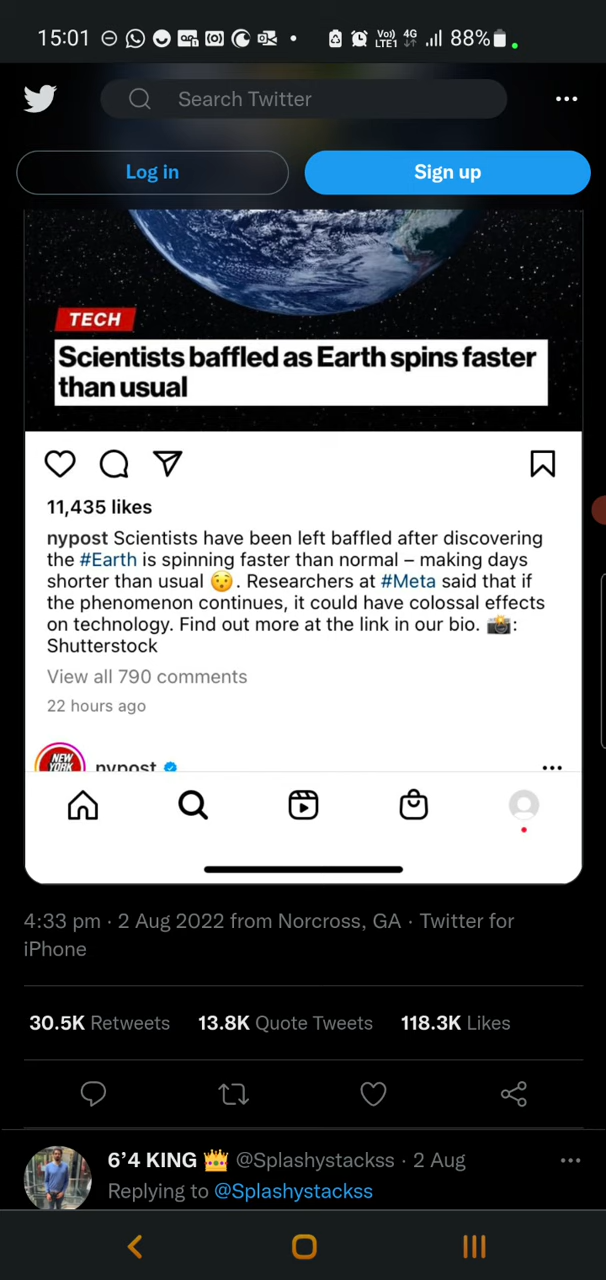 15:01 Vo)) LTE1 4G 88%
Search Twitter
Log in
Sign up
TECH
Scientists baffled as Earth spins faster
than usual
11,435 likes
nypost Scientists have been left baffled after discovering
the #Earth is spinning faster than normal – making days
shorter than usual 😯. Researchers at #Meta said that if
the phenomenon continues, it could have colossal effects
on technology. Find out more at the link in our bio. 📸:
Shutterstock
View all 790 comments
22 hours ago
NEW YORK
nypost
4:33 pm · 2 Aug 2022 from Norcross, GA · Twitter for
iPhone
30.5K Retweets 13.8K Quote Tweets 118.3K Likes
6’4 KING 👑 @Splashystackss · 2 Aug
Replying to @Splashystackss